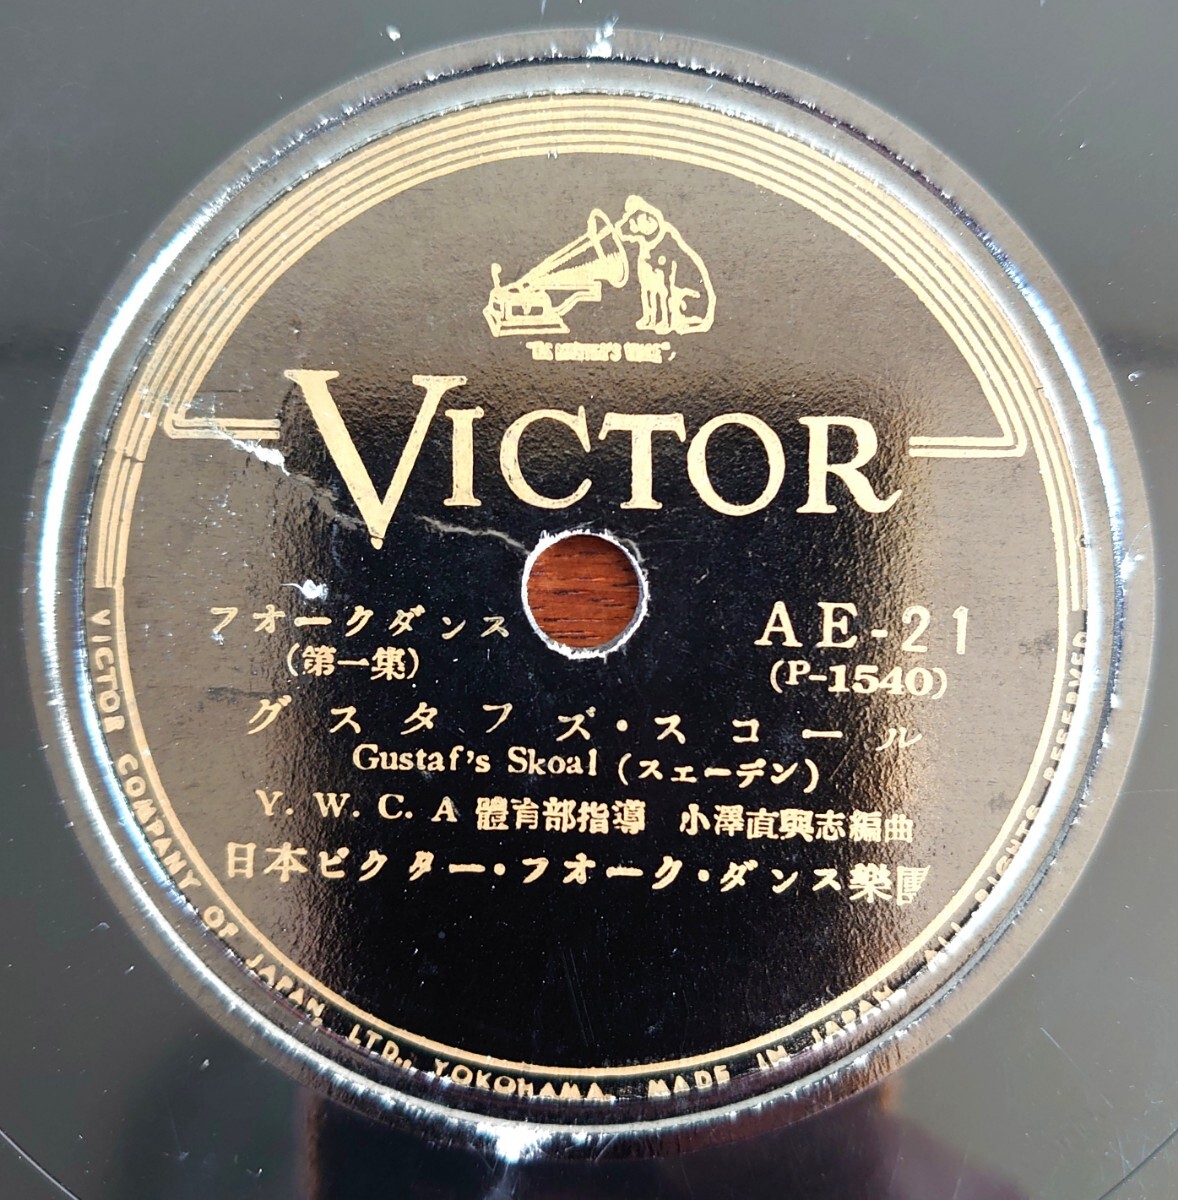 "HIS MASTER'S VOICE"
VICTOR
フオークダンス
(第一集)
AE-21
(P-1540)
グスタフズ・スコール
Gustaf's Skoal (スェーデン)
Y. W. C. A 體育部指導 小澤直與志編曲
日本ビクター・フオーク・ダンス樂團
VICTOR COMPANY OF JAPAN, LTD., YOKOHAMA, MADE IN JAPAN, ALL RIGHTS RESERVED